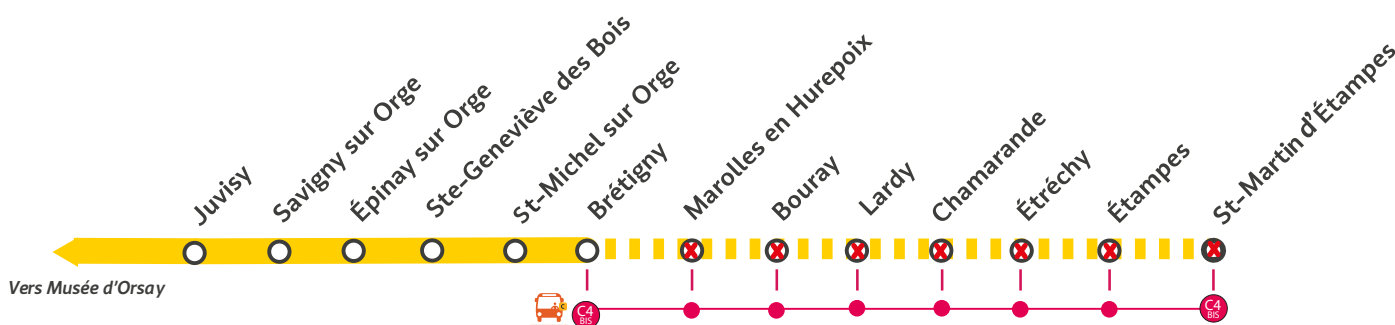 Juvisy
Savigny sur Orge
Épinay sur Orge
Ste-Geneviève des Bois
St-Michel sur Orge
Brétigny
Marolles en Hurepoix
Bouray
Lardy
Chamarande
Étréchy
Étampes
St-Martin d'Étampes
Vers Musée d'Orsay
C
C4
BIS
C4
BIS